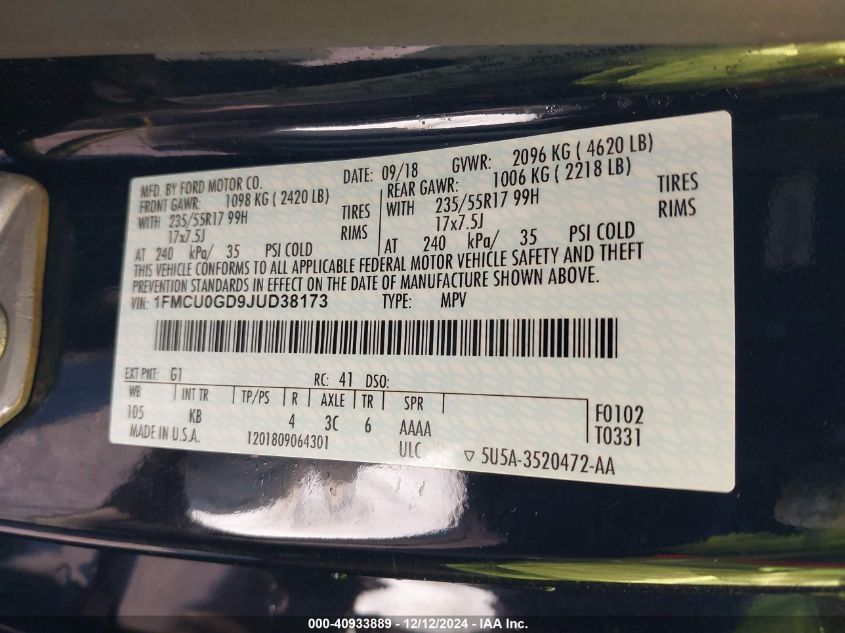 MFD. BY FORD MOTOR CO. DATE: 09/18 GVWR: 2096 KG ( 4620 LB)
FRONT GAWR: 1098 KG ( 2420 LB) REAR GAWR: 1006 KG ( 2218 LB)
WITH 235/55R17 99H TIRES WITH 235/55R17 99H TIRES
17x7.5J RIMS 17x7.5J RIMS
AT 240 kPa/ 35 PSI COLD AT 240 kPa/ 35 PSI COLD
THIS VEHICLE CONFORMS TO ALL APPLICABLE FEDERAL MOTOR VEHICLE SAFETY AND THEFT
PREVENTION STANDARDS IN EFFECT ON THE DATE OF MANUFACTURE SHOWN ABOVE.
VIN: 1FMCU0GD9JUD38173 TYPE: MPV
EXT PNT: G1 RC: 41 DSO:
WB INT TR TP/PS R AXLE TR SPR
105 KB 4 3C 6 AAAA F0102
MADE IN U.S.A. 1201809064301 ULC T0331
▽ 5U5A-3520472-AA
000-40933889 - 12/12/2024 - IAA Inc.